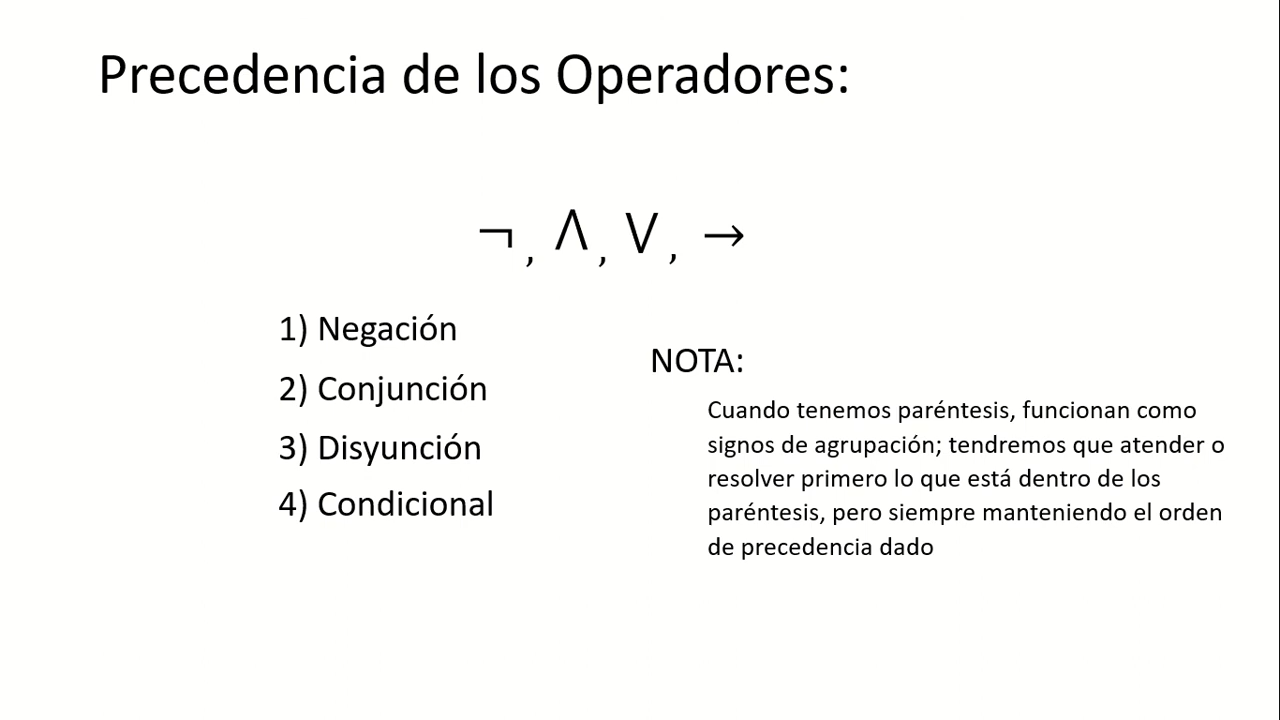 Precedencia de los Operadores:
¬, Λ, V, →
1) Negación
2) Conjunción
3) Disyunción
4) Condicional
NOTA:
Cuando tenemos paréntesis, funcionan como
signos de agrupación; tendremos que atender o
resolver primero lo que está dentro de los
paréntesis, pero siempre manteniendo el orden
de precedencia dado